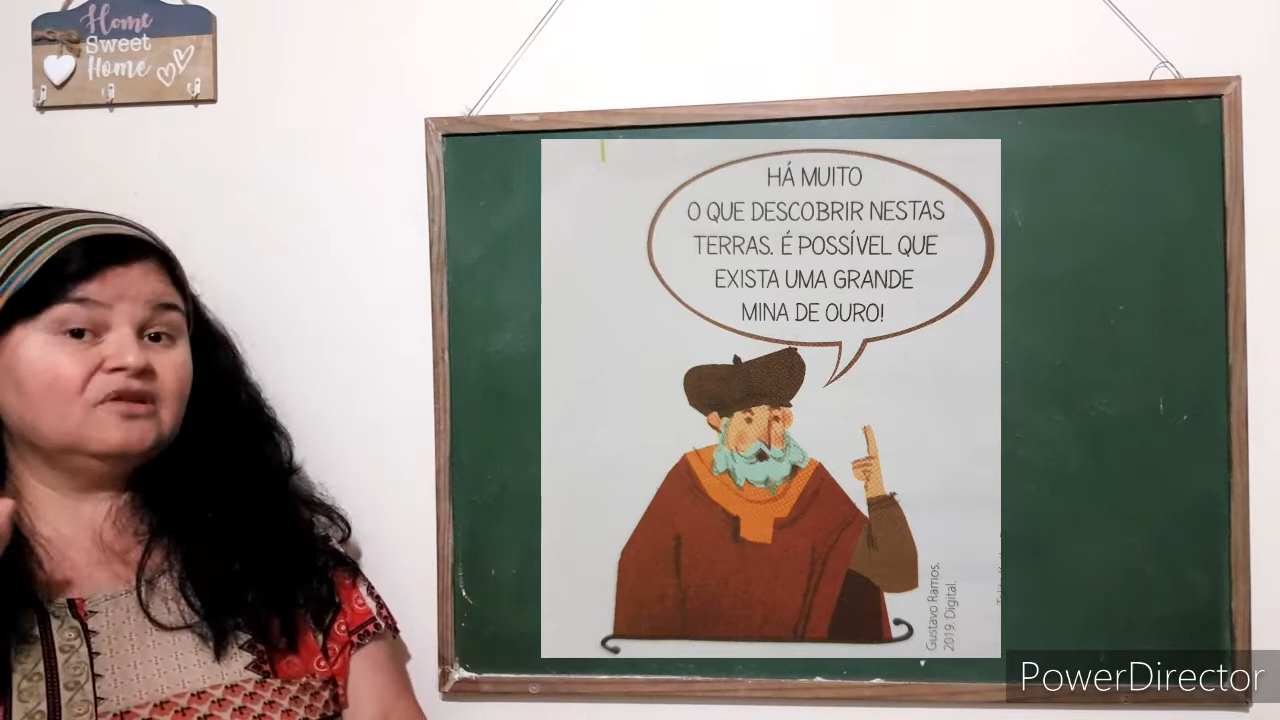 Home
Sweet
Home
HÁ MUITO
O QUE DESCOBRIR NESTAS
TERRAS. É POSSÍVEL QUE
EXISTA UMA GRANDE
MINA DE OURO!
Gustavo Ramos.
2019. Digital.
PowerDirector